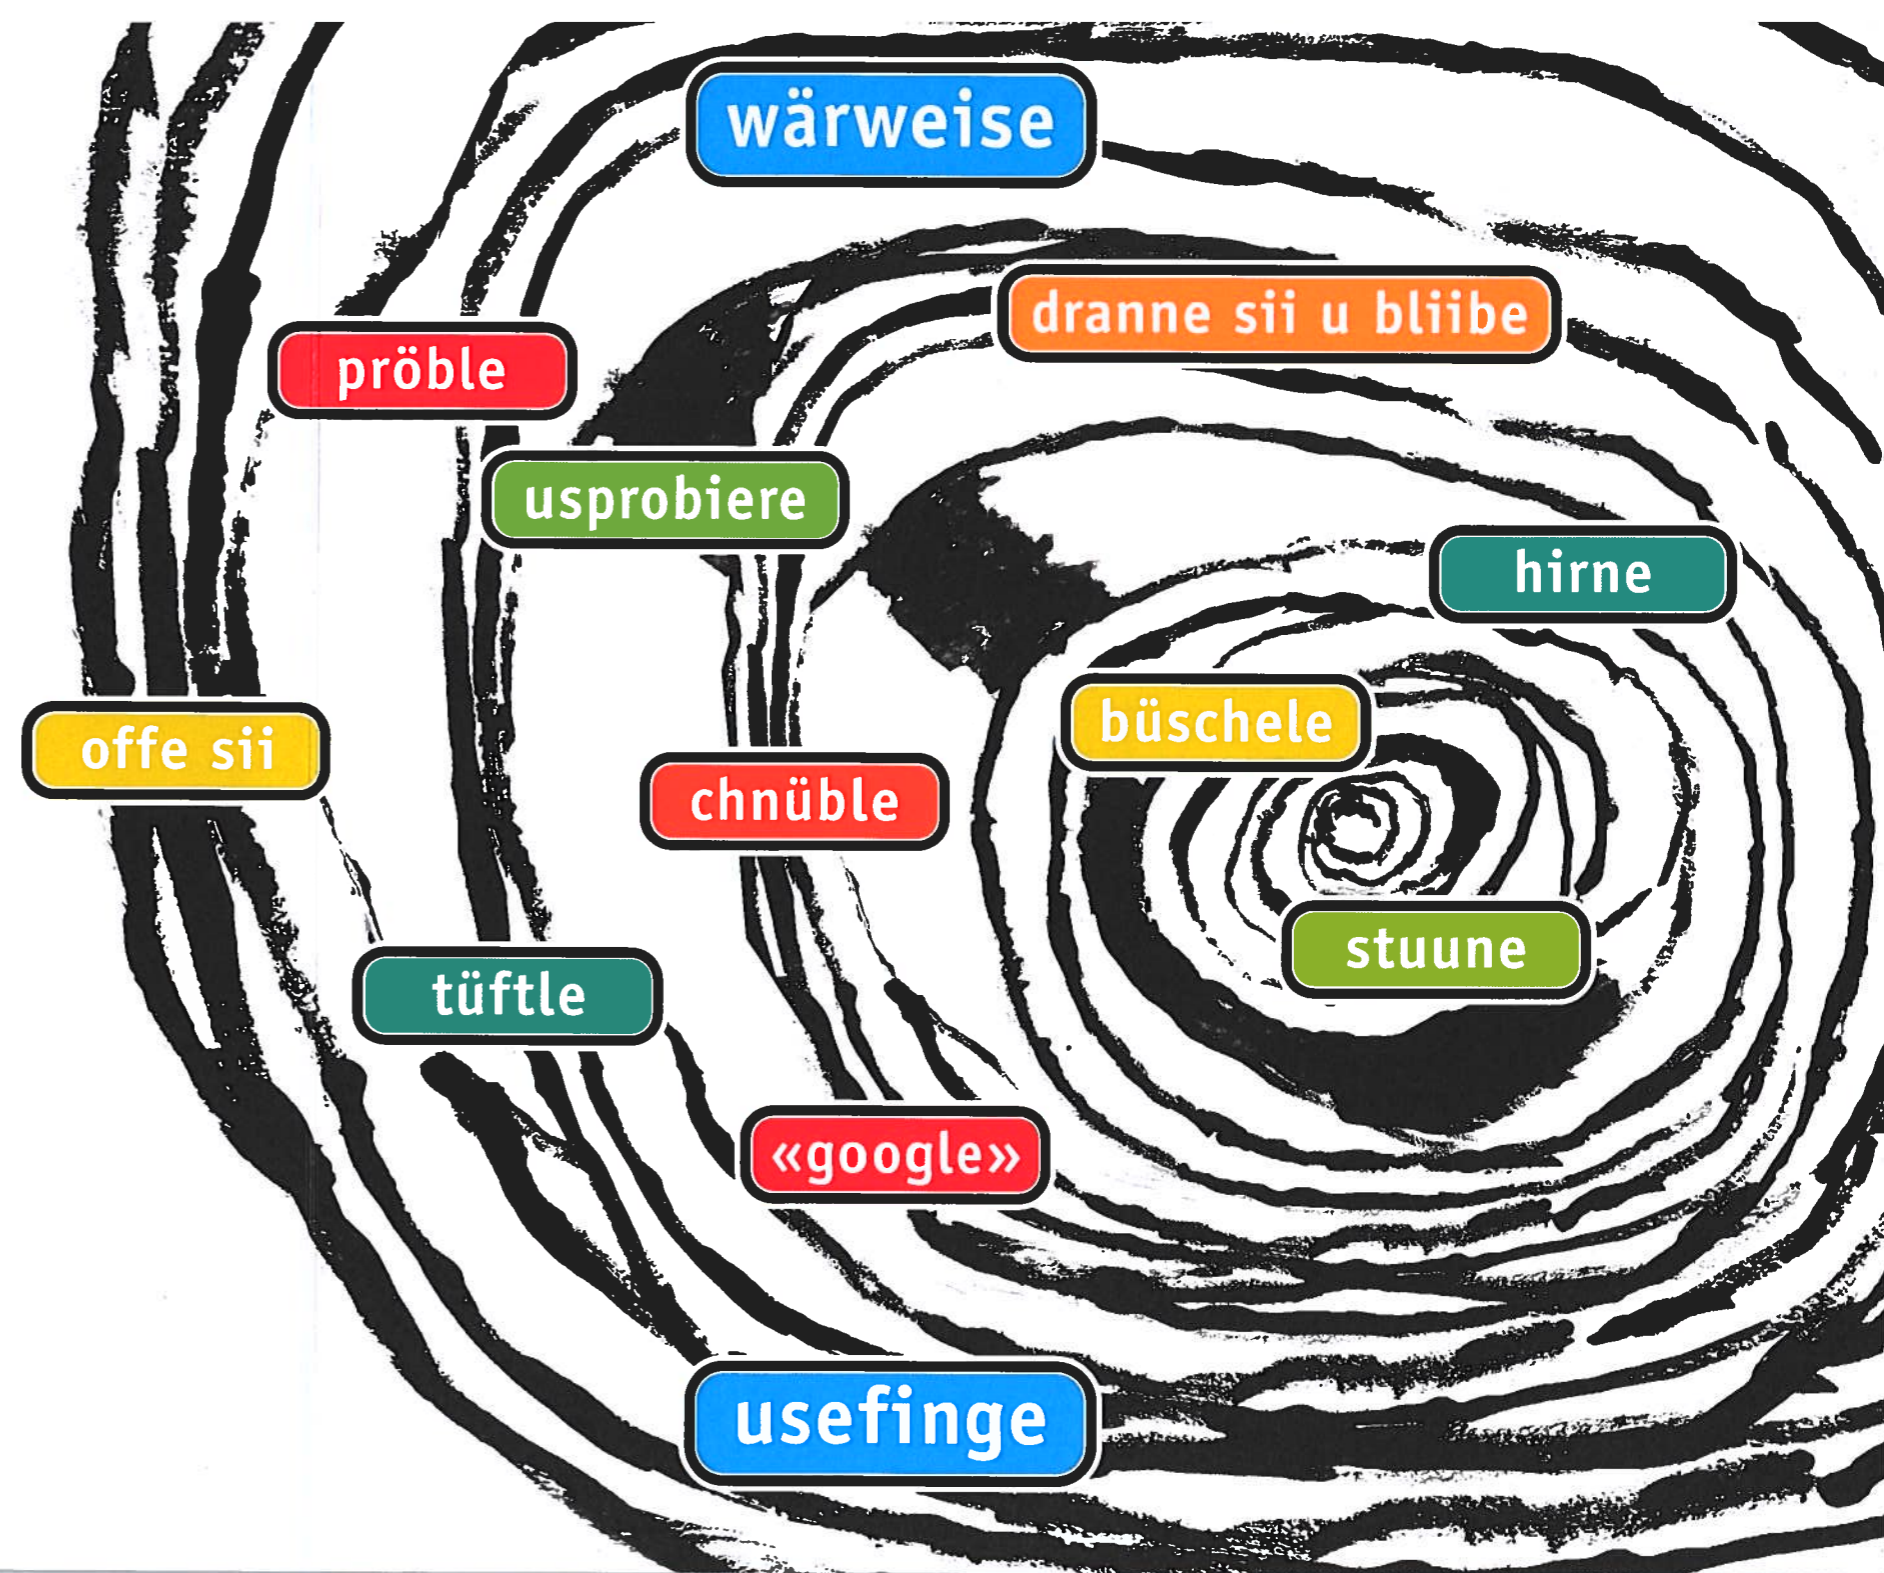 wärweise
dranne sii u bliibe
pröble
usprobiere
hirne
büschele
offe sii
chnüble
stuune
tüftle
«google»
usefinge